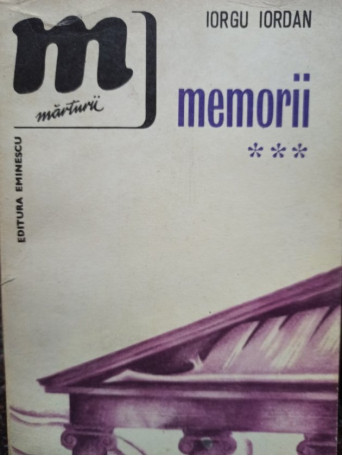 m
mărturii
EDITURA EMINESCU
IORGU IORDAN
memorii
***